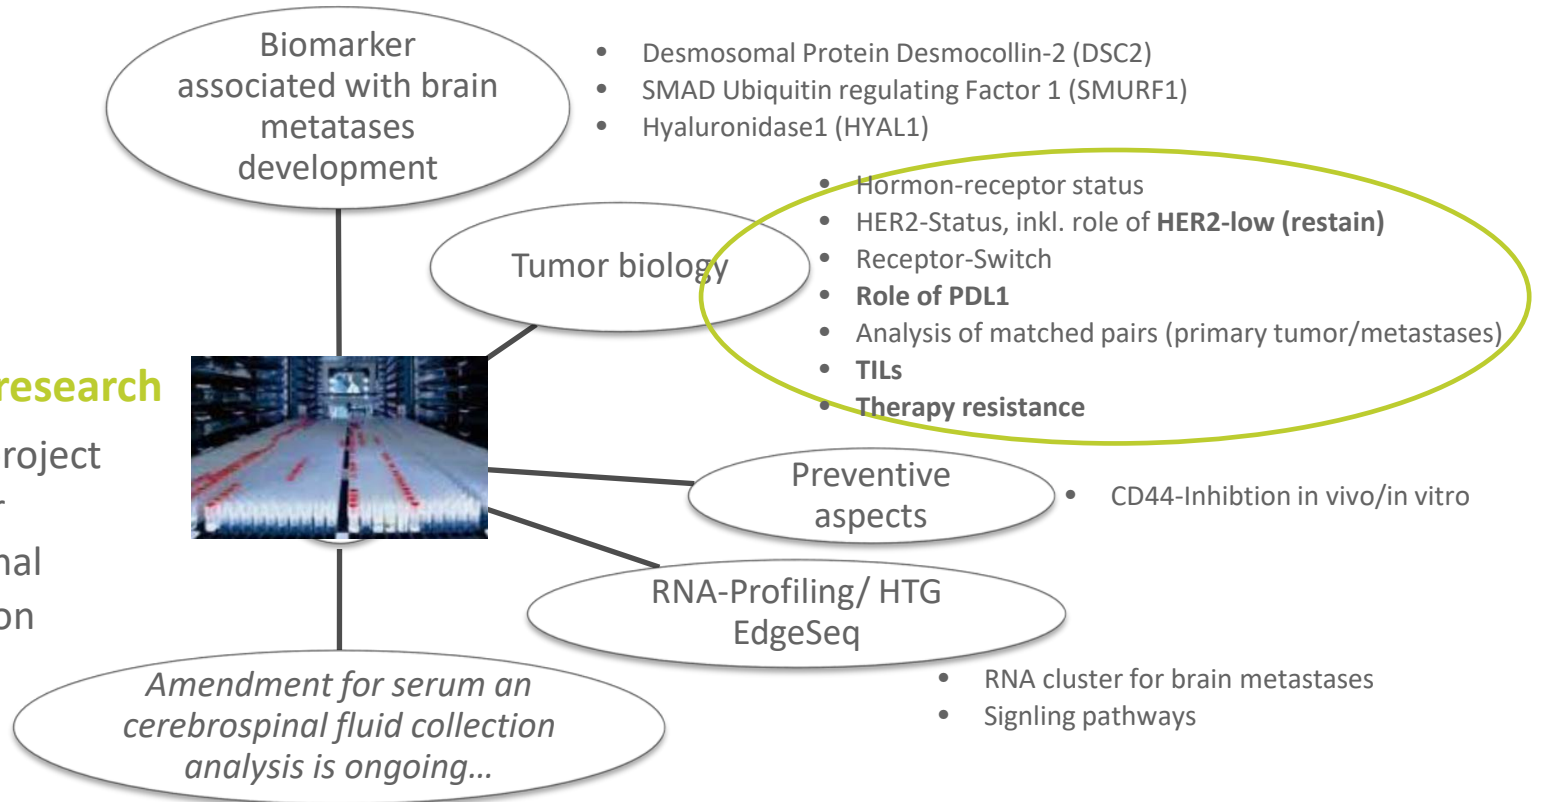 Biomarker
associated with brain
metatases
development
• Desmosomal Protein Desmocollin-2 (DSC2)
• SMAD Ubiquitin regulating Factor 1 (SMURF1)
• Hyaluronidase1 (HYAL1)
Tumor biology
• Hormon-receptor status
• HER2-Status, inkl. role of HER2-low (restain)
• Receptor-Switch
• Role of PDL1
• Analysis of matched pairs (primary tumor/metastases)
• TILs
• Therapy resistance
research
roject
nal
on
Preventive
aspects
• CD44-Inhibtion in vivo/in vitro
RNA-Profiling/ HTG
EdgeSeq
• RNA cluster for brain metastases
• Signling pathways
Amendment for serum an
cerebrospinal fluid collection
analysis is ongoing…